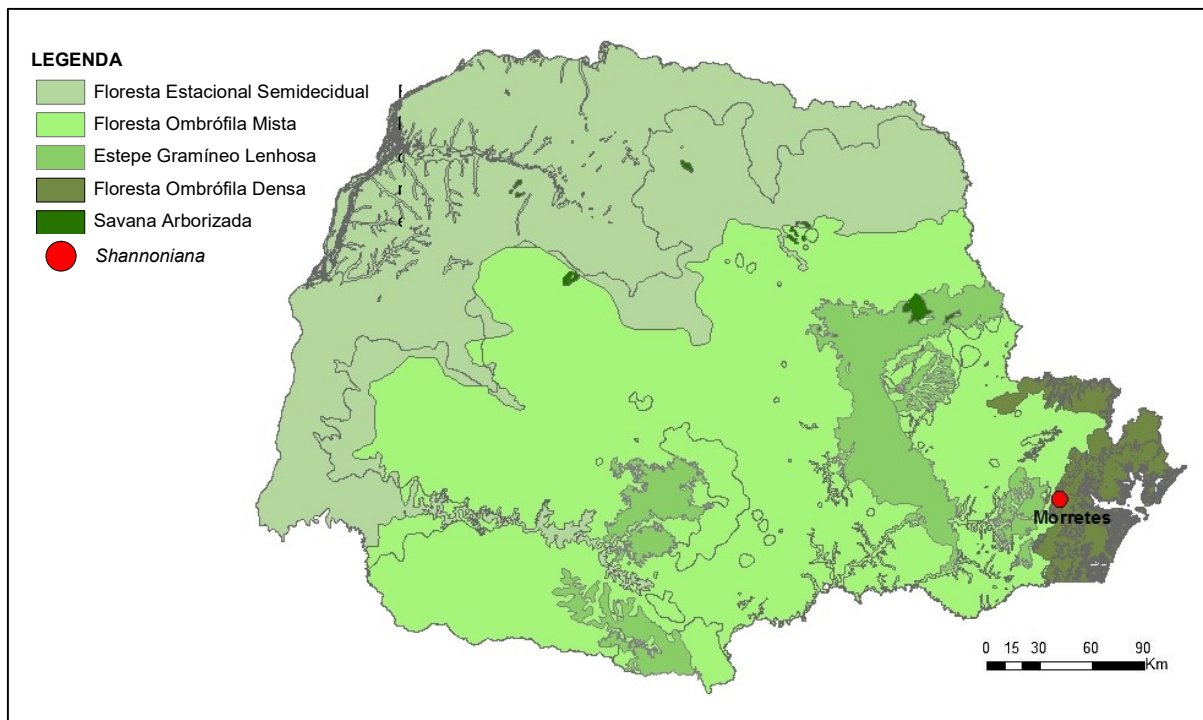 LEGENDA
Floresta Estacional Semidecidual
Floresta Ombrófila Mista
Estepe Gramíneo Lenhosa
Floresta Ombrófila Densa
Savana Arborizada
Shannoniana
Morretes
0 15 30 60 90
Km